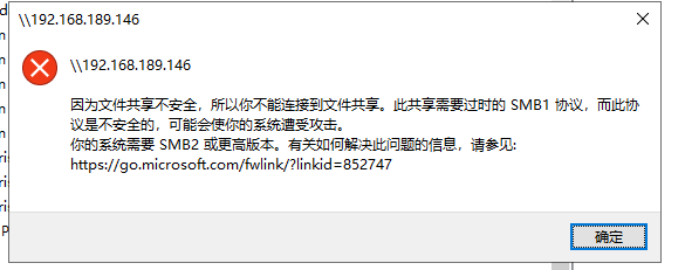 \\192.168.189.146
\\192.168.189.146
因为文件共享不安全，所以你不能连接到文件共享。此共享需要过时的 SMB1 协议，而此协
议是不安全的，可能会使你的系统遭受攻击。
你的系统需要 SMB2 或更高版本。有关如何解决此问题的信息，请参见:
https://go.microsoft.com/fwlink/?linkid=852747
确定